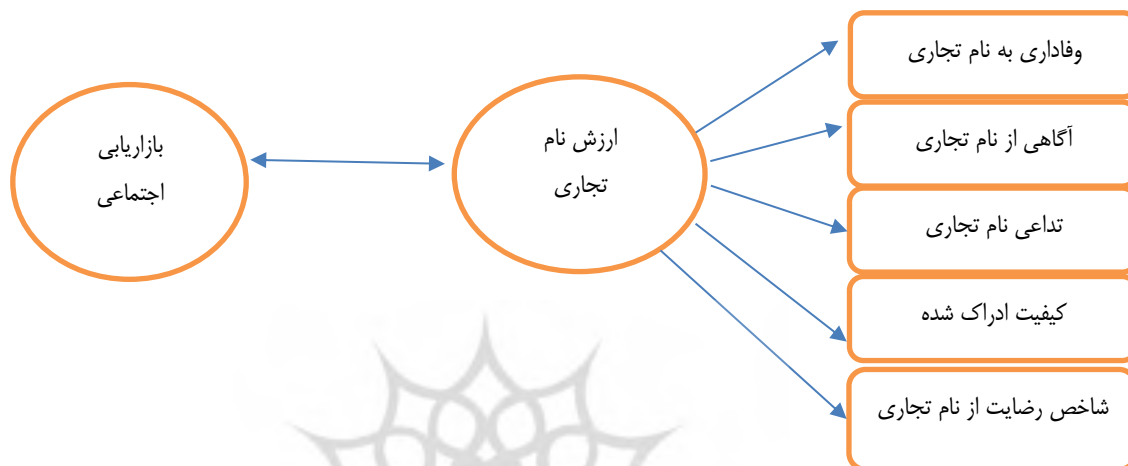 وفاداری به نام تجاری
آگاهی از نام تجاری
تداعی نام تجاری
کیفیت ادراک شده
شاخص رضایت از نام تجاری
ارزش نام
تجاری
بازاریابی
اجتماعی